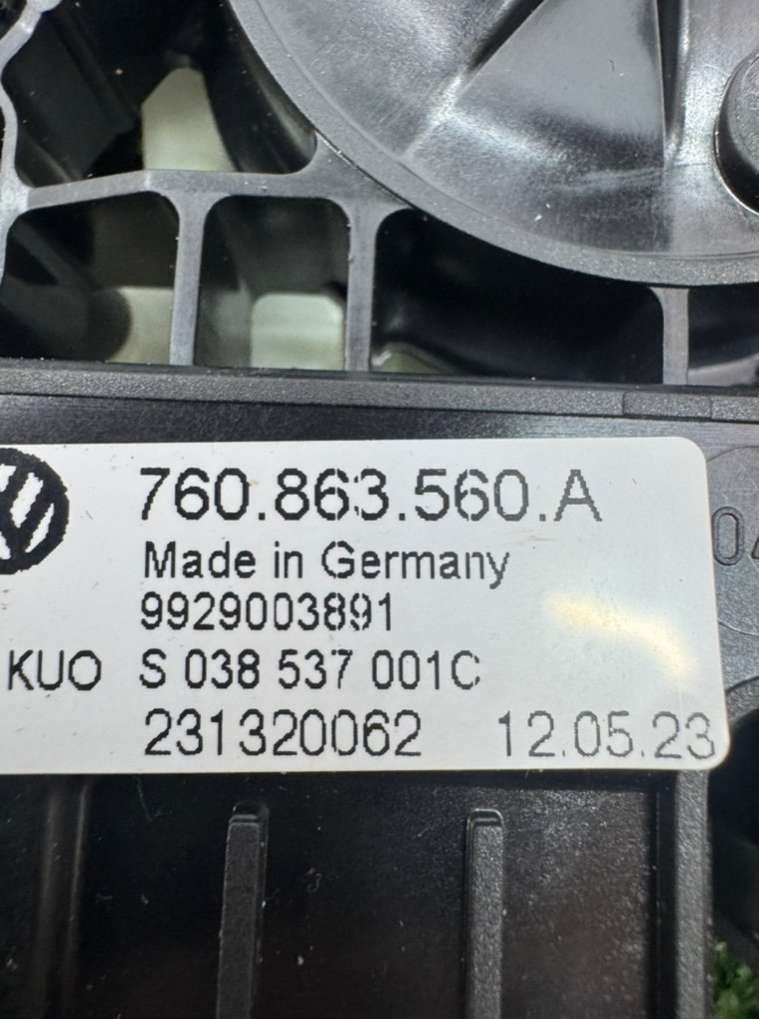 760.863.560.A
Made in Germany
9929003891
KUO S 038 537 001C
231320062 12.05.23